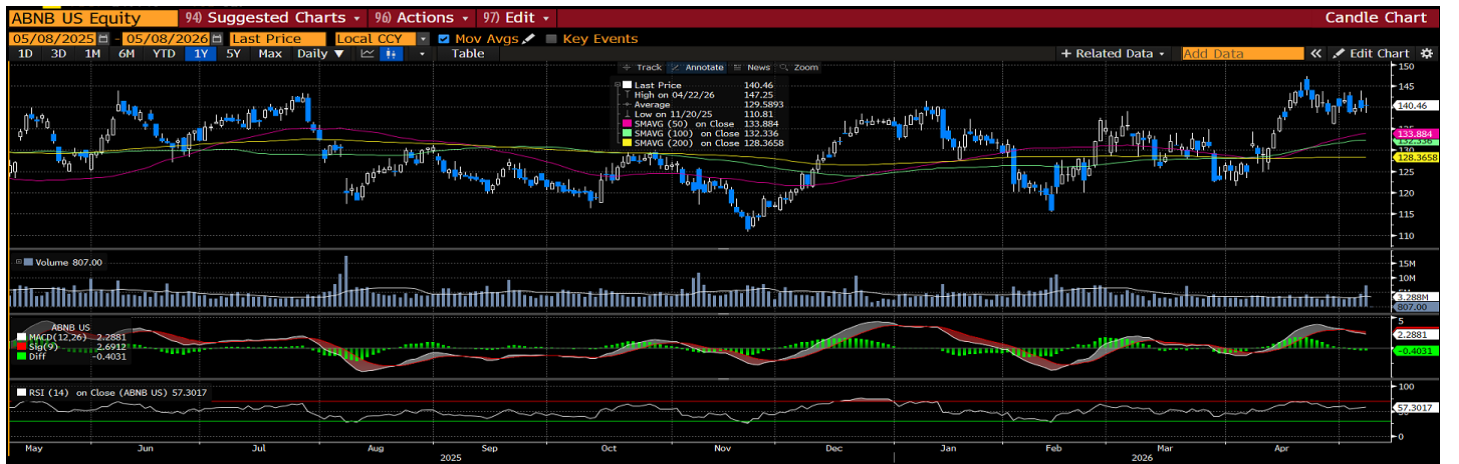 ABNB US Equity 94) Suggested Charts 96) Actions 97) Edit Candle Chart
05/08/2025 - 05/08/2026 Last Price Local CCY Mov Avgs Key Events
1D 3D 1M 6M YTD 1Y 5Y Max Daily ▼ Table + Related Data Add Data « Edit Chart
Track Annotate News Zoom
Last Price 140.46
High on 04/22/26 147.25
Average 129.5893
Low on 11/20/25 110.81
SMAVG (50) on Close 133.884
SMAVG (100) on Close 132.336
SMAVG (200) on Close 128.3658
150
145
140.46
135
133.884
132.336
130
128.3658
125
120
115
110
Volume 807.00
15M
10M
3.288M
807.00
ABNB US
MACD(12,26) 2.2881
Sig(9) 2.6912
Diff -0.4031
5
2.2881
-0.4031
RSI (14) on Close (ABNB US) 57.3017
100
57.3017
0
May Jun Jul Aug Sep Oct Nov Dec Jan Feb Mar Apr
2025 2026